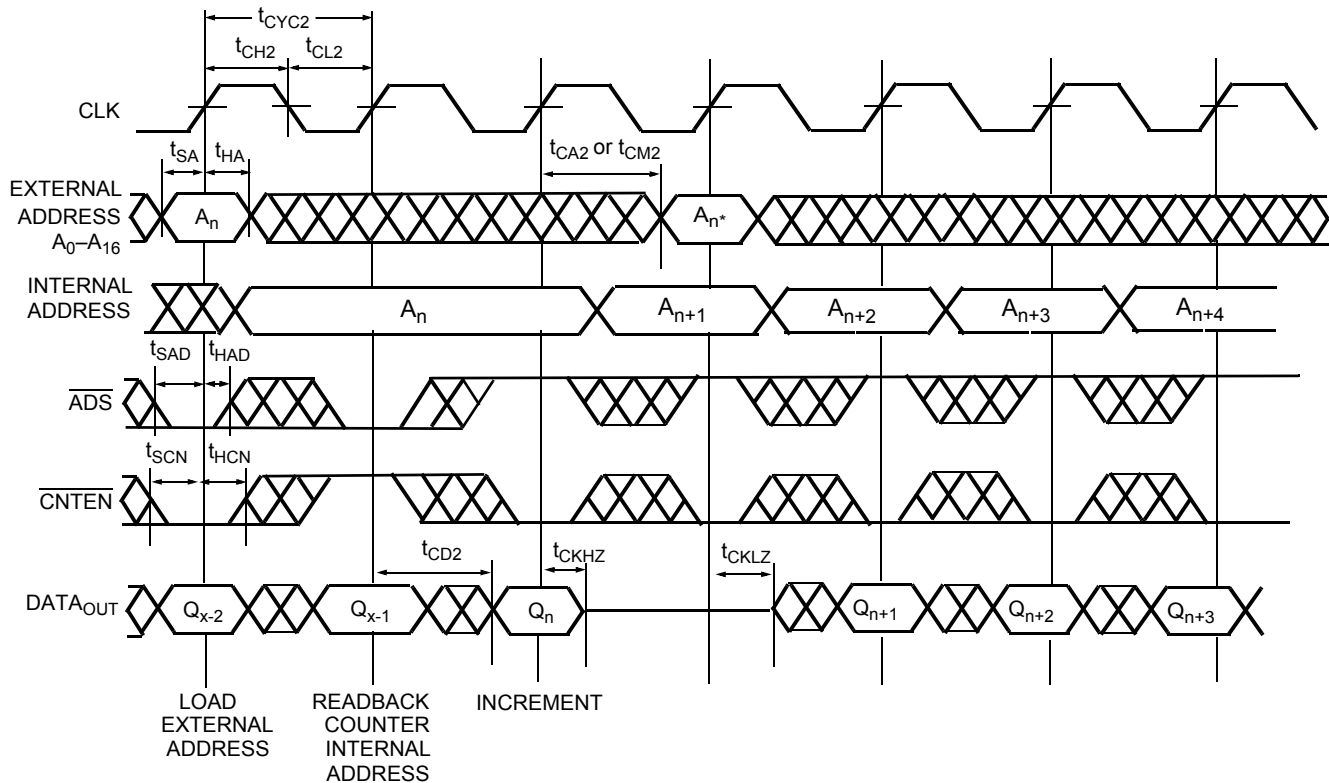 tCYC2
tCH2 tCL2
CLK
tSA tHA tCA2 or tCM2
EXTERNAL
ADDRESS
A0–A16
An An*
INTERNAL
ADDRESS
An An+1 An+2 An+3 An+4
tSAD tHAD
ADS
tSCN tHCN
CNTEN
tCD2 tCKHZ tCKLZ
DATAOUT
Qx-2 Qx-1 Qn Qn+1 Qn+2 Qn+3
LOAD
EXTERNAL
ADDRESS
READBACK
COUNTER
INTERNAL
ADDRESS
INCREMENT